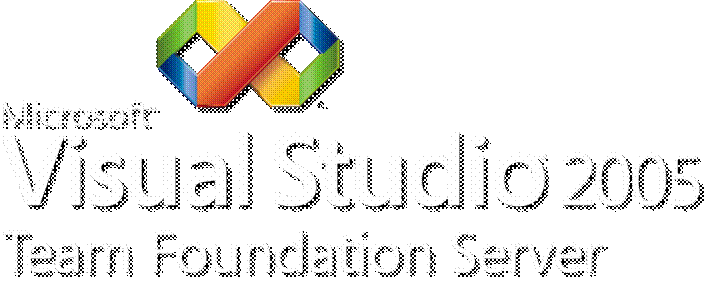 Microsoft
Visual Studio 2005
Team Foundation Server